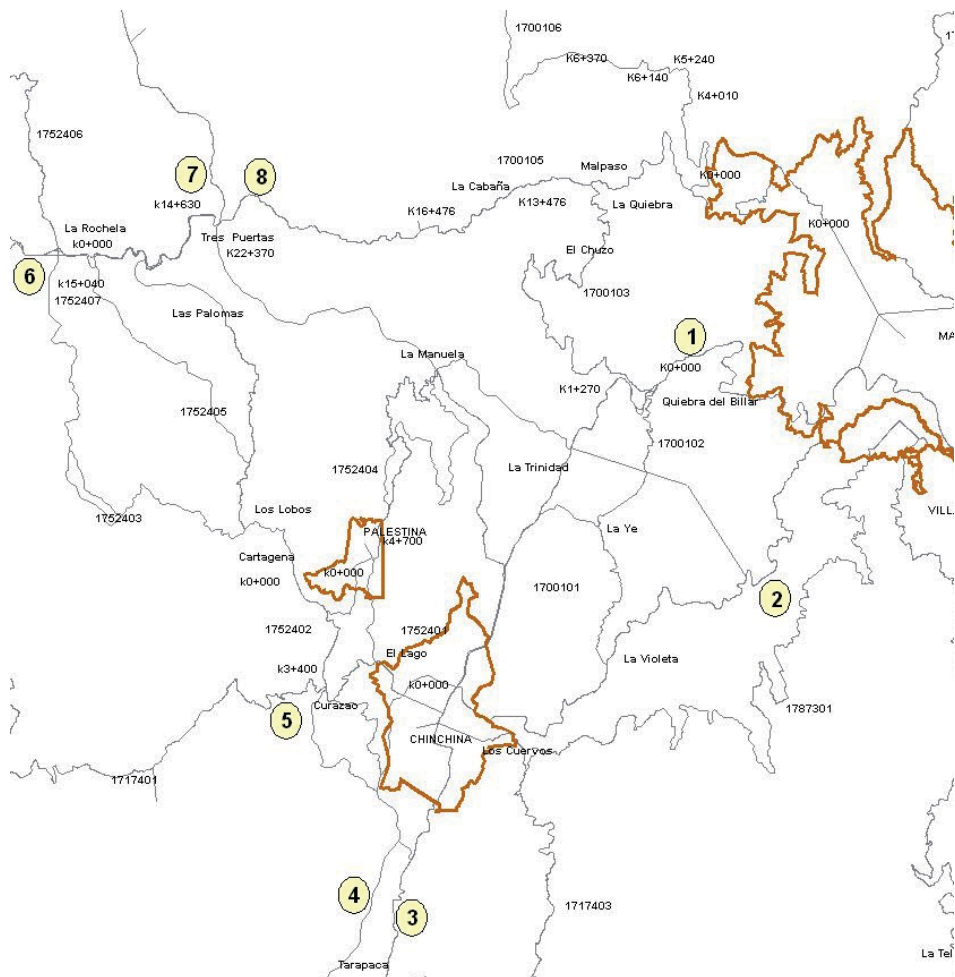 1700106
17
K6+370
K5+240
K6+140
K4+010
1752406
1700105
Malpaso
7
8
K0+000
La Cabaña
k14+630
La Quiebra
K16+476
K13+476
La Rochela
Tres Puertas
K0+000
k0+000
K22+370
El Chuzo
6
k15+040
1752407
1700103
Las Palomas
1
MA
La Manuela
K0+000
K1+270
Quiebra del Billar
1752405
1700102
1752404
La Trinidad
Los Lobos
VILL
1752403
PALESTINA
La Ye
k4+700
Cartagena
k0+000
k0+000
1700101
2
1752402
1752401
El Lago
La Violeta
k3+400
k0+000
Curazao
1787301
5
CHINCHINA
Los Cuervos
1717401
4
3
1717403
Tarapaca
La Tel